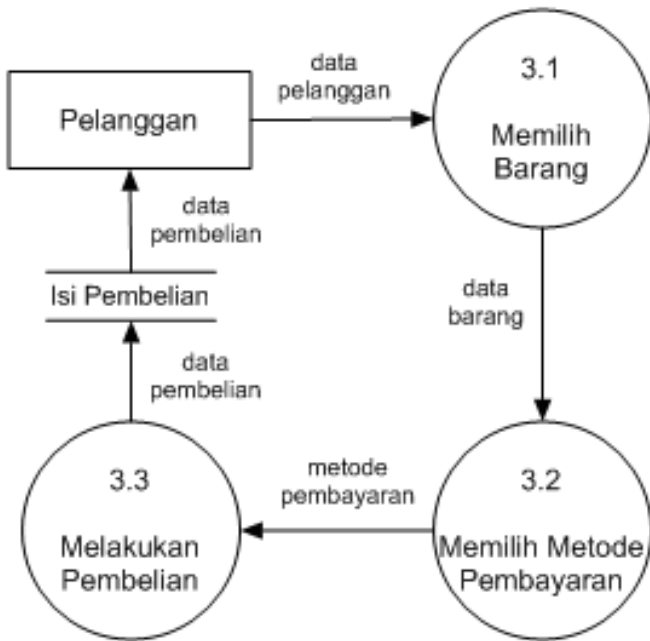 data
pelanggan
3.1
Memilih
Barang
Pelanggan
data
pembelian
Isi Pembelian
data
barang
data
pembelian
3.3
Melakukan
Pembelian
metode
pembayaran
3.2
Memilih Metode
Pembayaran